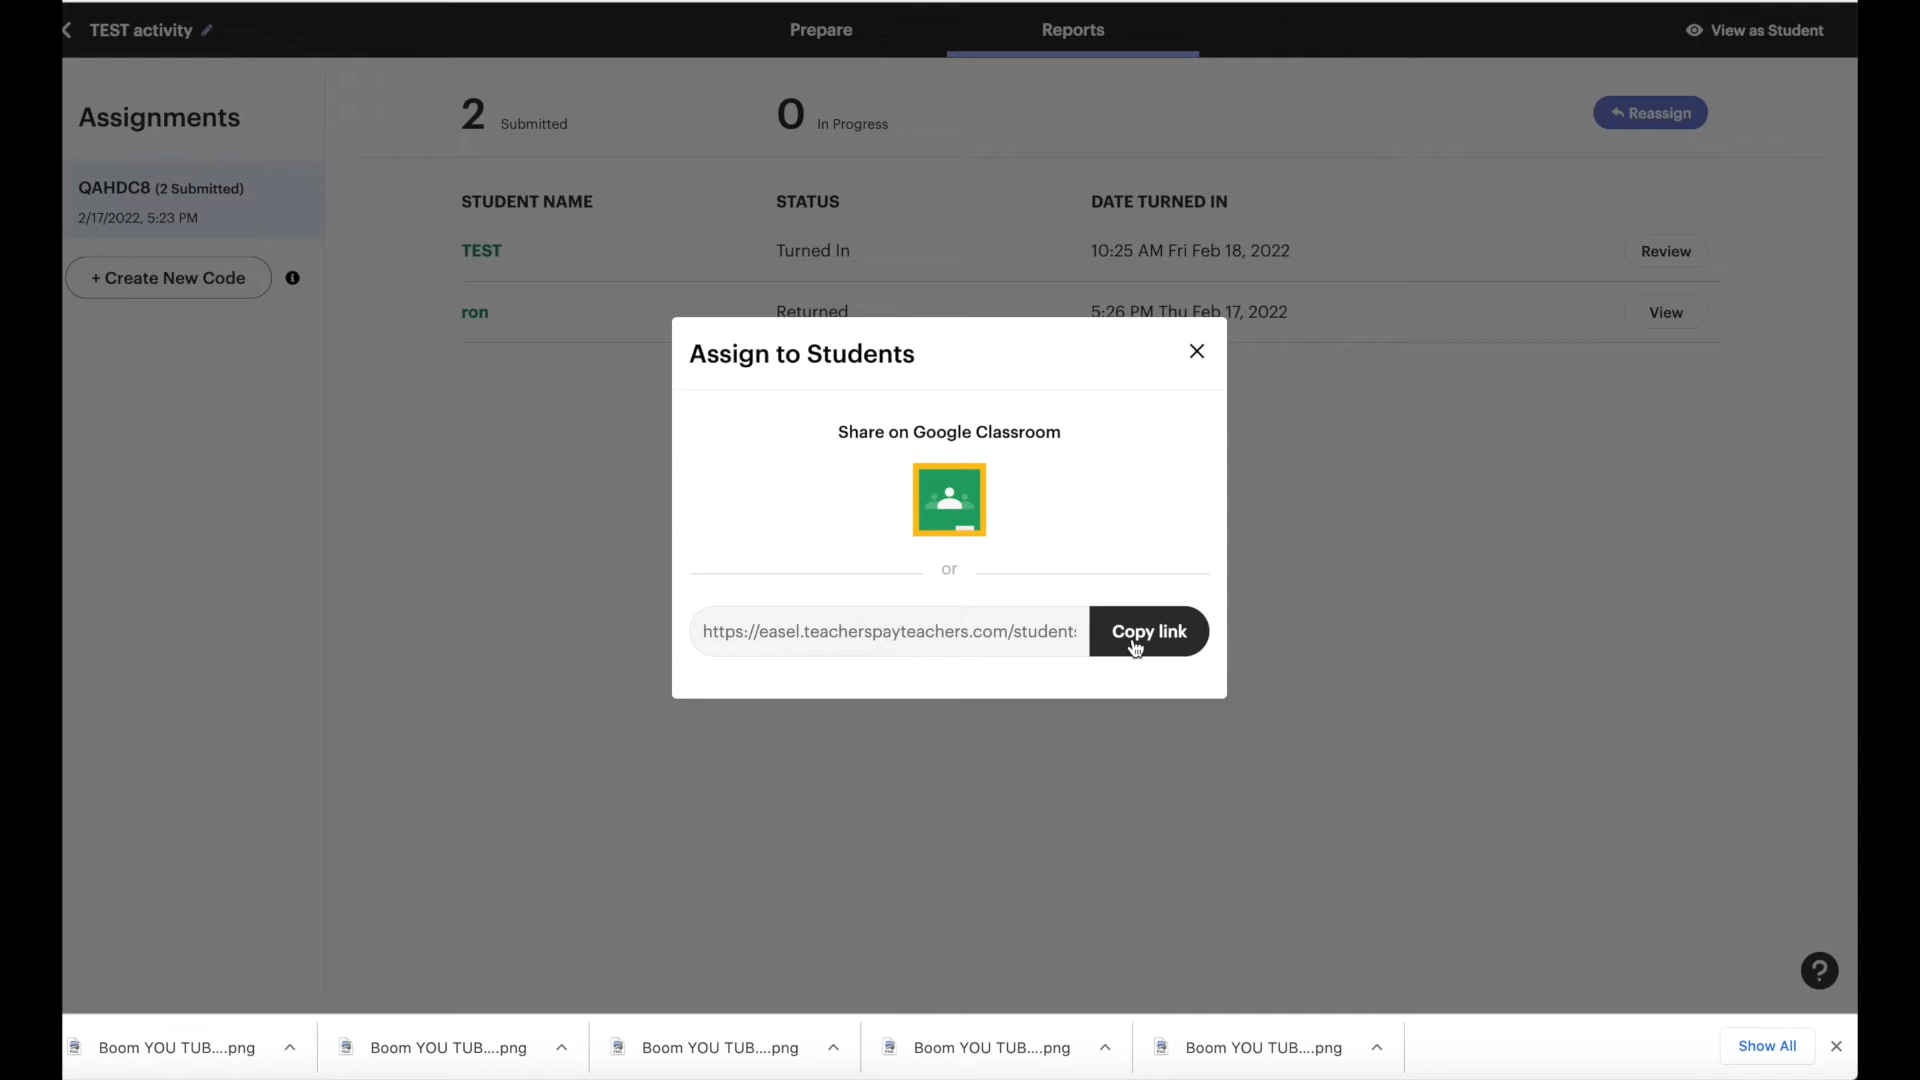 TEST activity
Prepare
Reports
View as Student
Assignments
2 Submitted
0 In Progress
Reassign
QAHDC8 (2 Submitted)
2/17/2022, 5:23 PM
+ Create New Code
STUDENT NAME STATUS DATE TURNED IN
TEST Turned In 10:25 AM Fri Feb 18, 2022 Review
ron Returned 5:26 PM Thu Feb 17, 2022 View
Assign to Students
Share on Google Classroom
or
https://easel.teacherspayteachers.com/students
Copy link
?
Boom YOU TUB....png
Boom YOU TUB....png
Boom YOU TUB....png
Boom YOU TUB....png
Boom YOU TUB....png
Show All